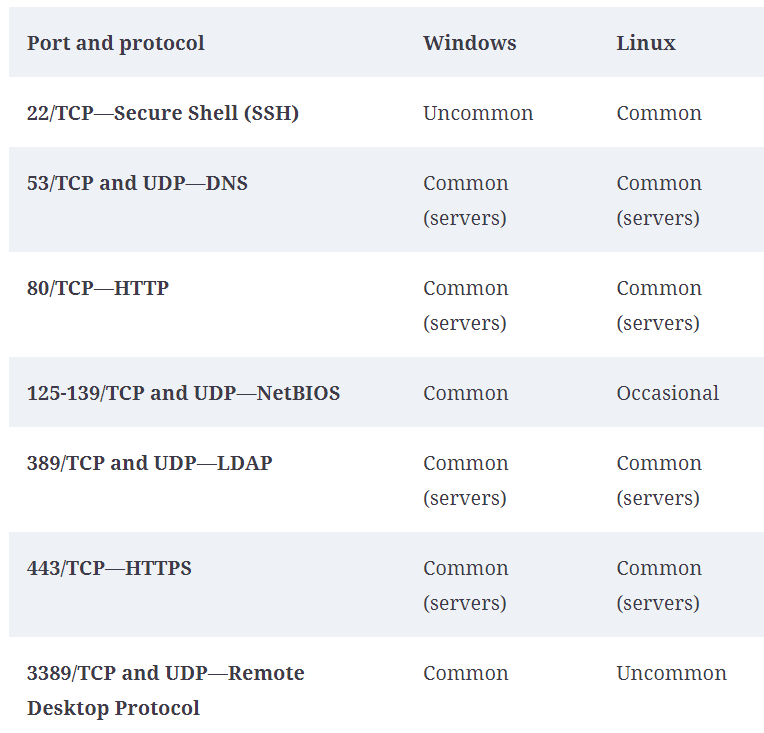 Port and protocol Windows Linux
22/TCP—Secure Shell (SSH) Uncommon Common
53/TCP and UDP—DNS Common Common
(servers) (servers)
80/TCP—HTTP Common Common
(servers) (servers)
125-139/TCP and UDP—NetBIOS Common Occasional
389/TCP and UDP—LDAP Common Common
(servers) (servers)
443/TCP—HTTPS Common Common
(servers) (servers)
3389/TCP and UDP—Remote Common Uncommon
Desktop Protocol